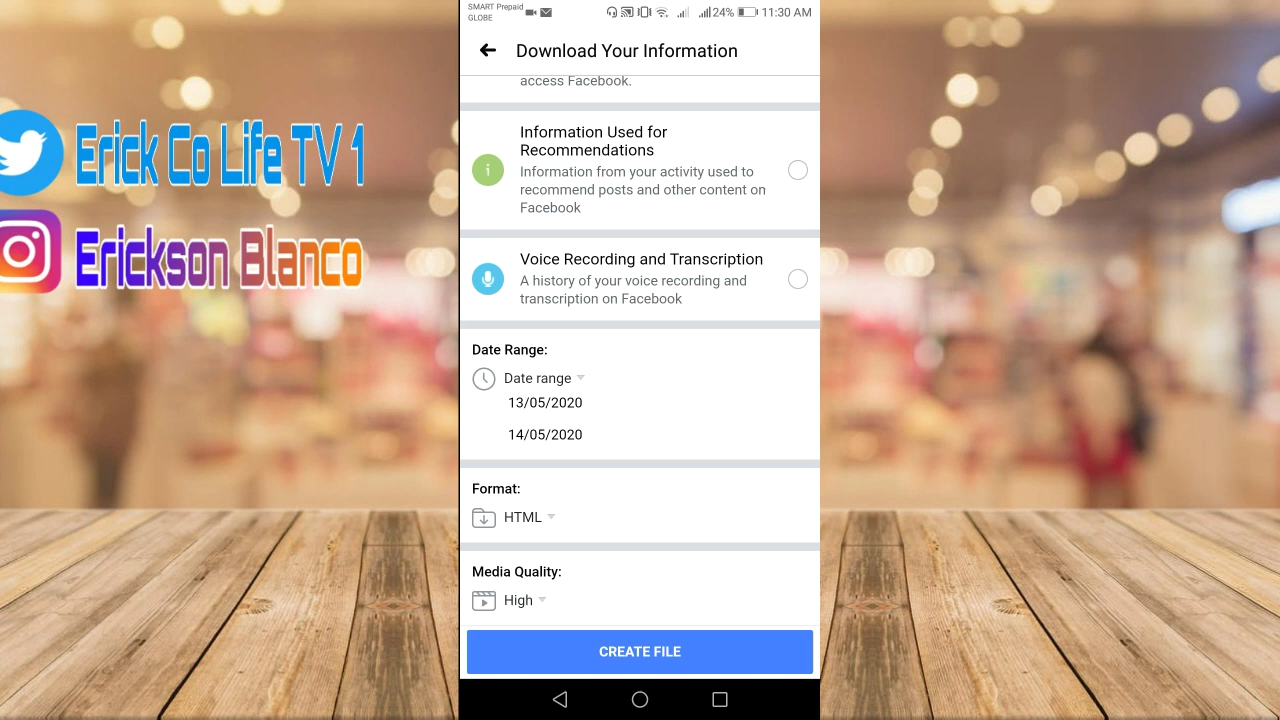 SMART Prepaid
GLOBE
24% 11:30 AM
Download Your Information
access Facebook.
Erick Co Life TV 1
Erickson Blanco
Information Used for
Recommendations
Information from your activity used to
recommend posts and other content on
Facebook
Voice Recording and Transcription
A history of your voice recording and
transcription on Facebook
Date Range:
Date range
13/05/2020
14/05/2020
Format:
HTML
Media Quality:
High
CREATE FILE